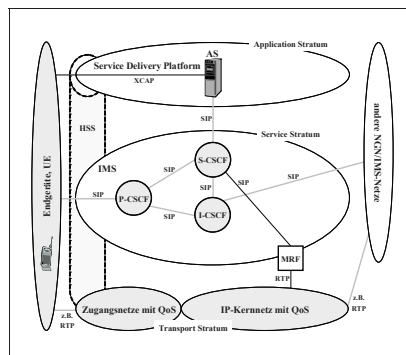 AS
Application Stratum
Service Delivery Platform
XCAP
HSS
SIP
Service Stratum
IMS
S-CSCF
SIP
SIP
SIP
SIP
P-CSCF
SIP
SIP
I-CSCF
Endgeräte, UE
andere NGN/IMS-Netze
MRF
RTP
Zugangsnetze mit QoS
IP-Kernnetz mit QoS
z.B.
RTP
z.B.
RTP
Transport Stratum